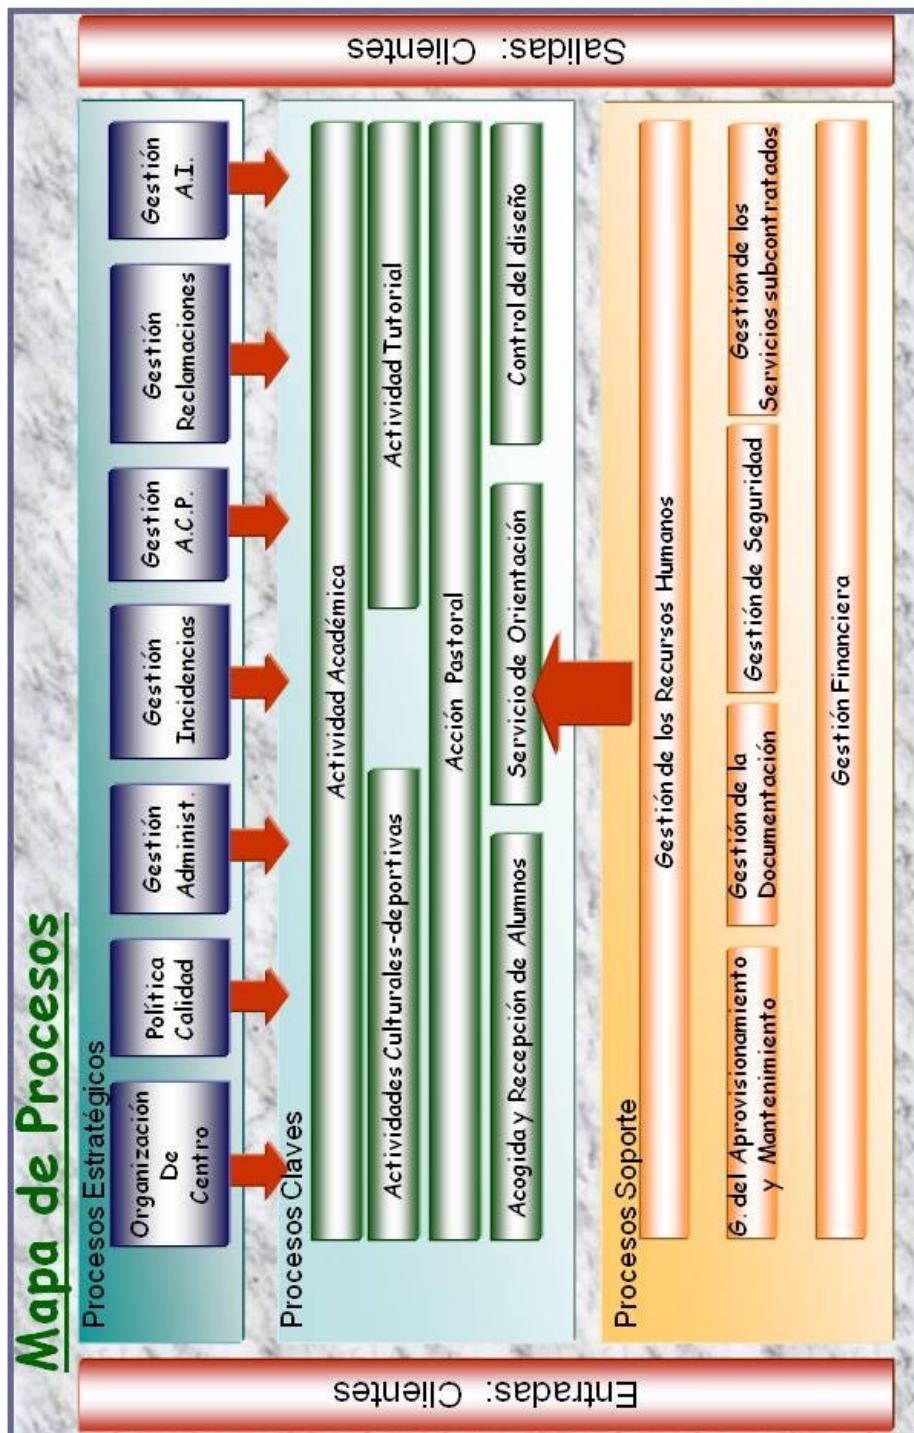 Mapa de Procesos
Entradas: Clientes
Procesos Estratégicos
Organización
De
Centro
Política
Calidad
Gestión
Administ.
Gestión
Incidencias
Gestión
A.C.P.
Gestión
Reclamaciones
Gestión
A.I.
Procesos Claves
Actividad Académica
Actividades Culturales-deportivas
Actividad Tutorial
Acción Pastoral
Acogida y Recepción de Alumnos
Servicio de Orientación
Control del diseño
Procesos Soporte
Gestión de los Recursos Humanos
G. del Aprovisionamiento
y Mantenimiento
Gestión de la
Documentación
Gestión de Seguridad
Gestión de los
Servicios subcontratados
Gestión Financiera
Salidas: Clientes